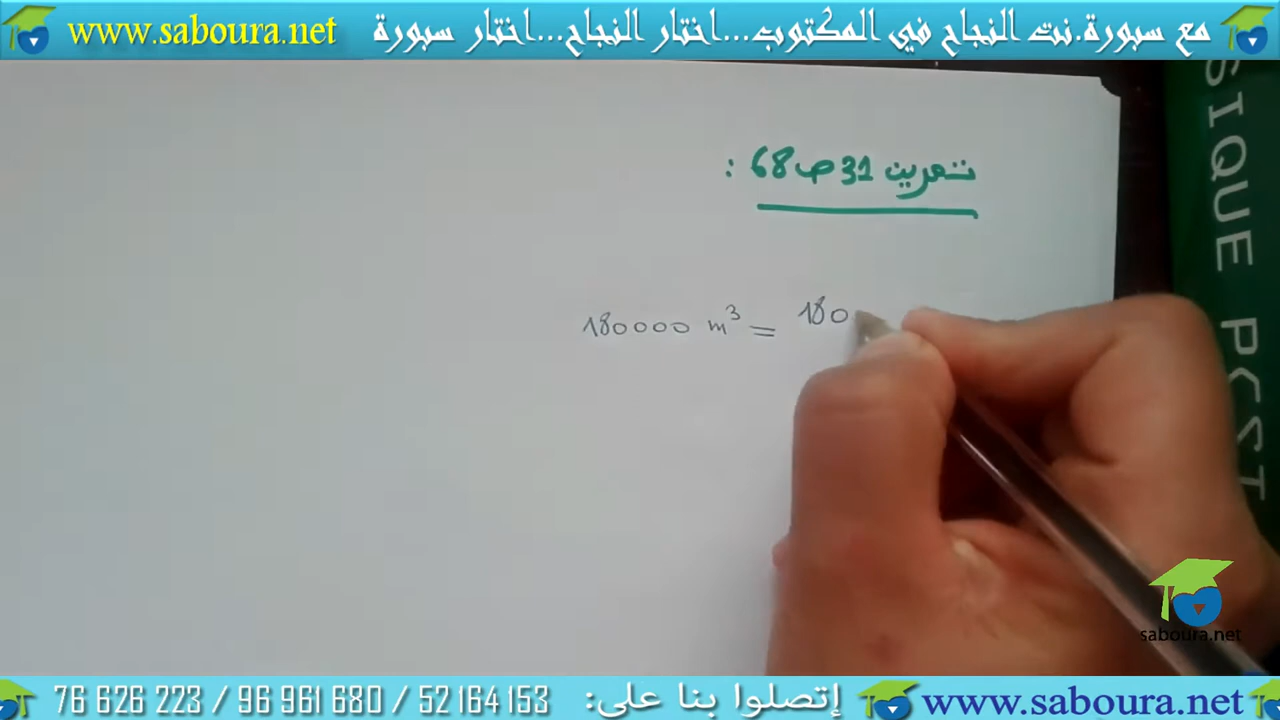 مع سبورة.نت النجاح في المكتوب...اختار النجاح...اختار سبورة www.saboura.net
تمرين 31 ص 68 :
180000 m³ = 180
SIQUE PCST
saboura.net
www.saboura.net إتصلوا بنا على: 76 626 223 / 96 961 680 / 52 164 153